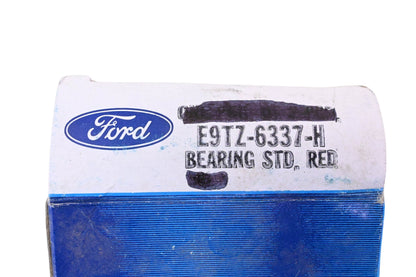 Ford
E9TZ-6337-H
BEARING STD, RED